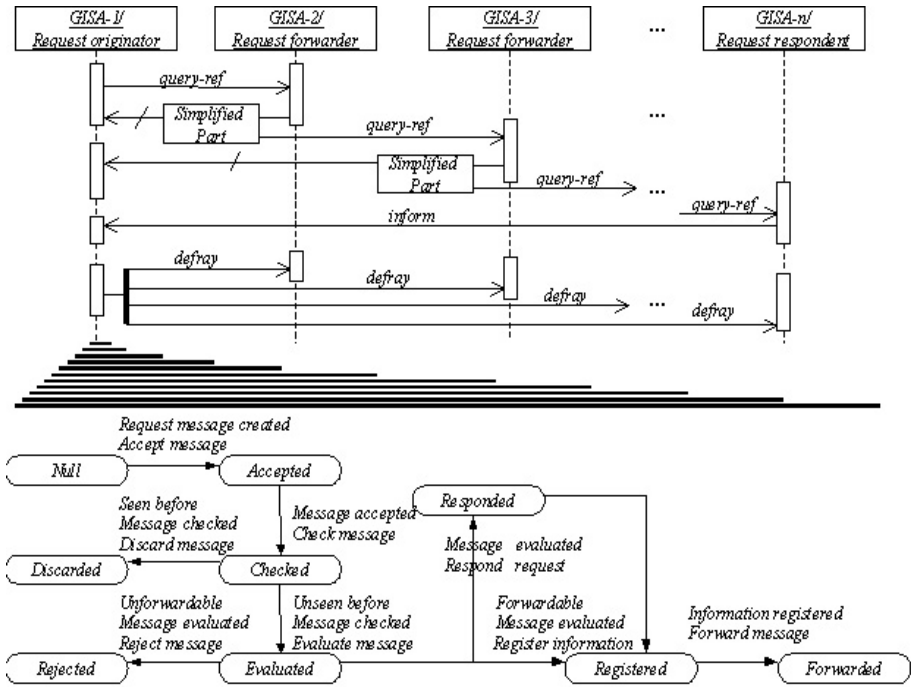 GISA-1/
Request originator
GISA-2/
Request forwarder
GISA-3/
Request forwarder
...
GISA-n/
Request respondent
query-ref
Simplified
Part
query-ref
...
Simplified
Part
query-ref
...
query-ref
inform
defray
defray
defray
...
defray
Request message created
Accept message
Null
Accepted
Seen before
Message checked
Discard message
Message accepted
Check message
Responded
Message evaluated
Respond request
Discarded
Checked
Unforwardable
Message evaluated
Reject message
Unseen before
Message checked
Evaluate message
Forwardable
Message evaluated
Register information
Information registered
Forward message
Rejected
Evaluated
Registered
Forwarded